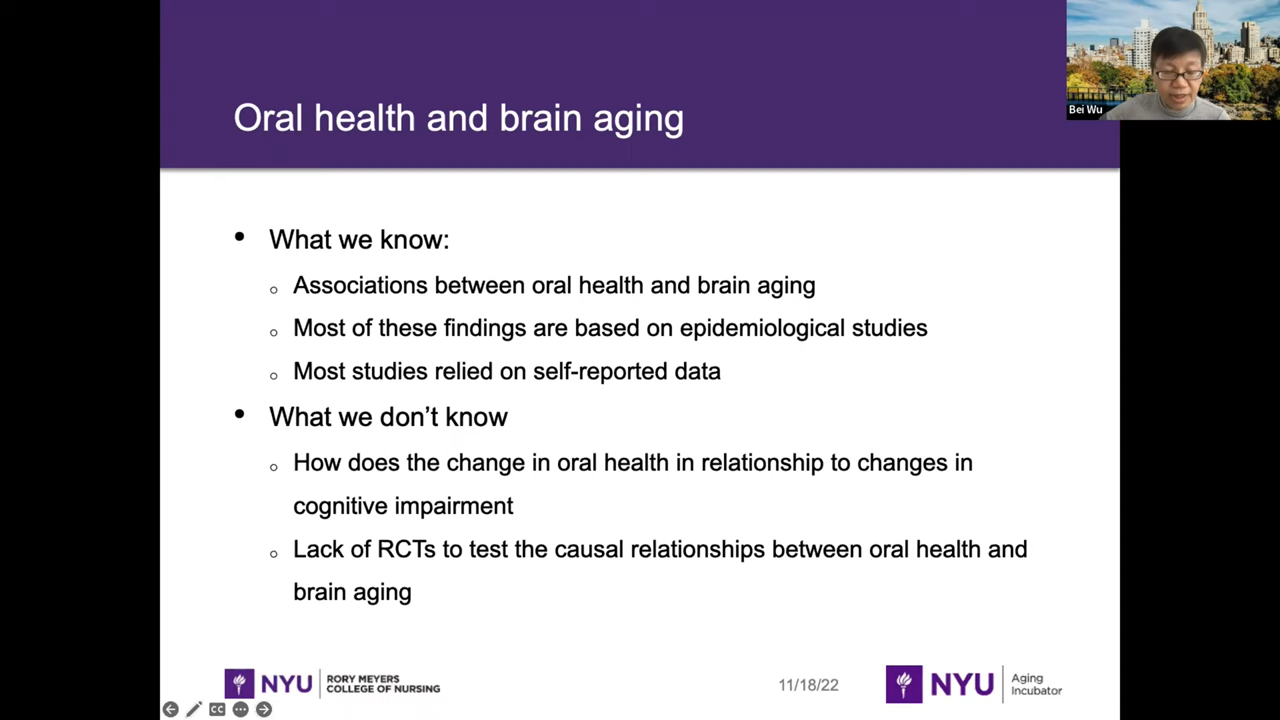 Oral health and brain aging
Bei Wu
• What we know:
○ Associations between oral health and brain aging
○ Most of these findings are based on epidemiological studies
○ Most studies relied on self-reported data
• What we don’t know
○ How does the change in oral health in relationship to changes in
cognitive impairment
○ Lack of RCTs to test the causal relationships between oral health and
brain aging
NYU
RORY MEYERS
COLLEGE OF NURSING
11/18/22
NYU
Aging
Incubator
CC